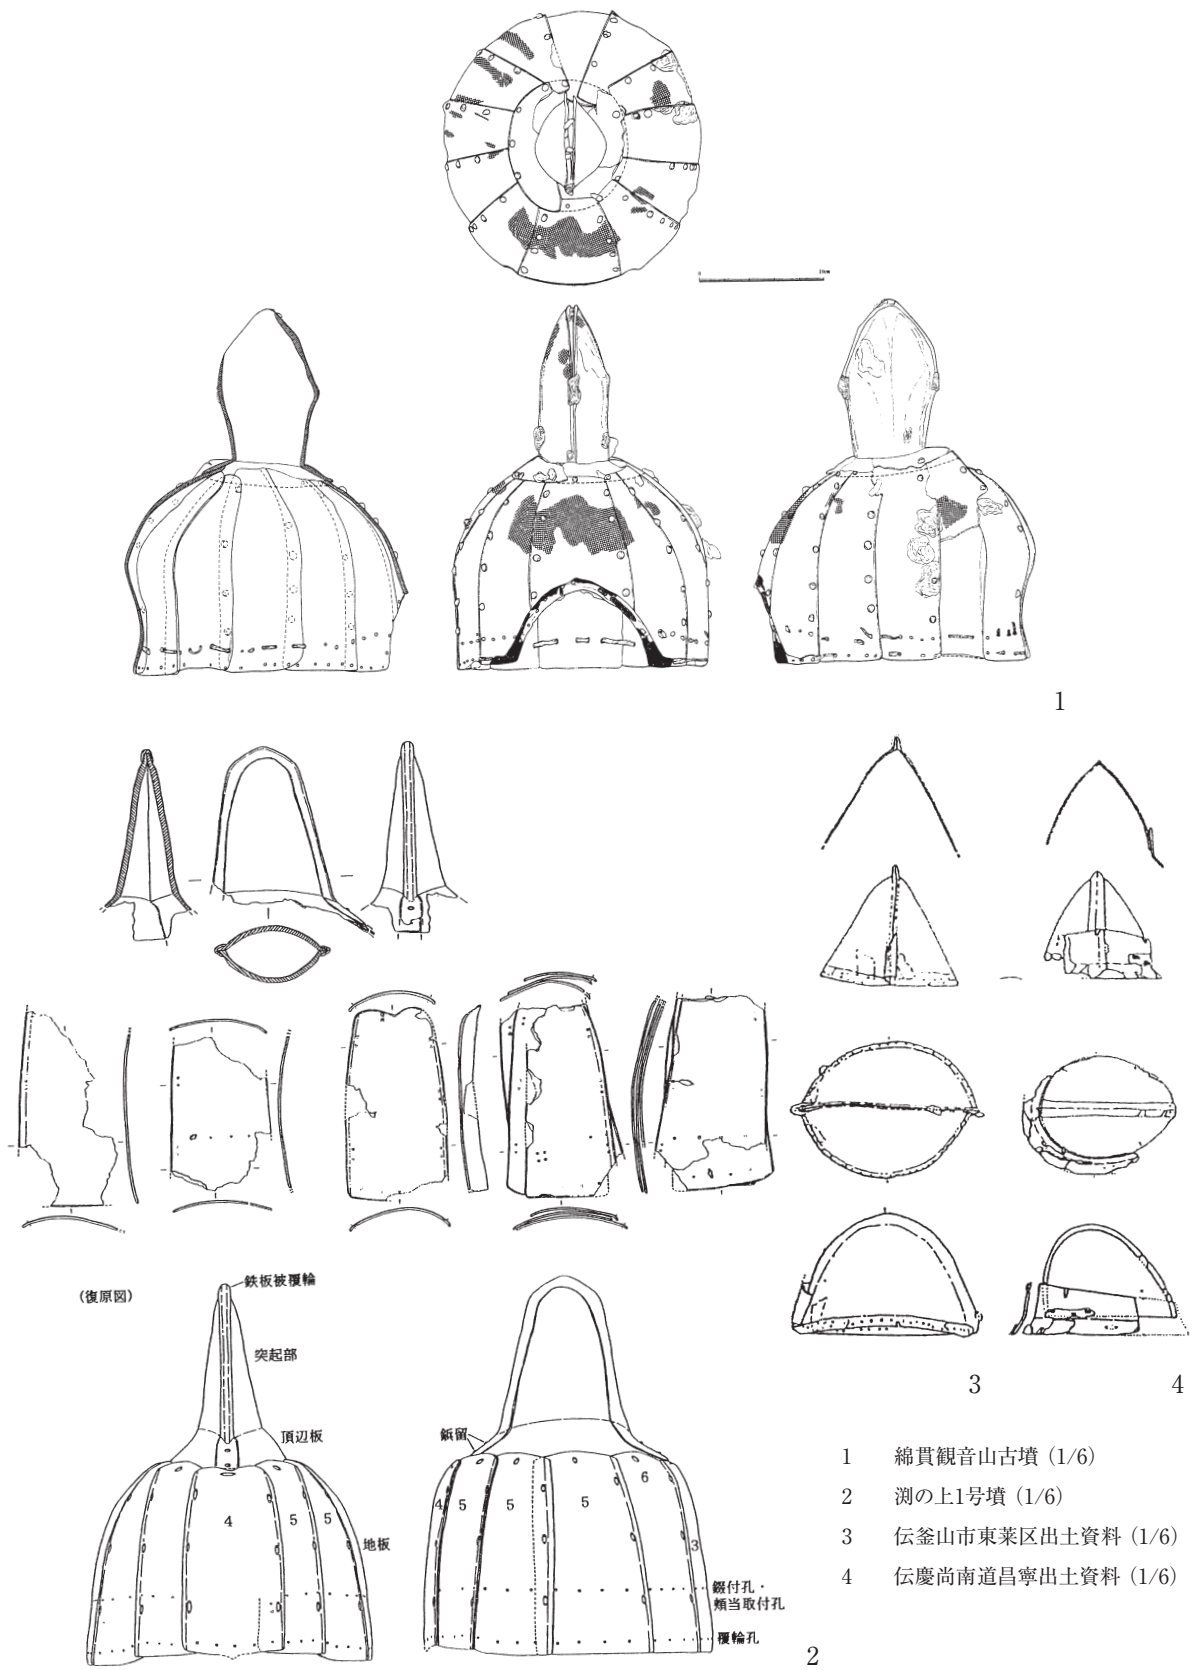 0 10cm
1
(復原図)
鉄板被覆輪
突起部
頂辺板
4 5 5
地板
鋲留
4 5 5 5 6 3
綴付孔・
頬当取付孔
覆輪孔
2
3 4
1 綿貫観音山古墳 (1/6)
2 渕の上1号墳 (1/6)
3 伝釜山市東莱区出土資料 (1/6)
4 伝慶尚南道昌寧出土資料 (1/6)